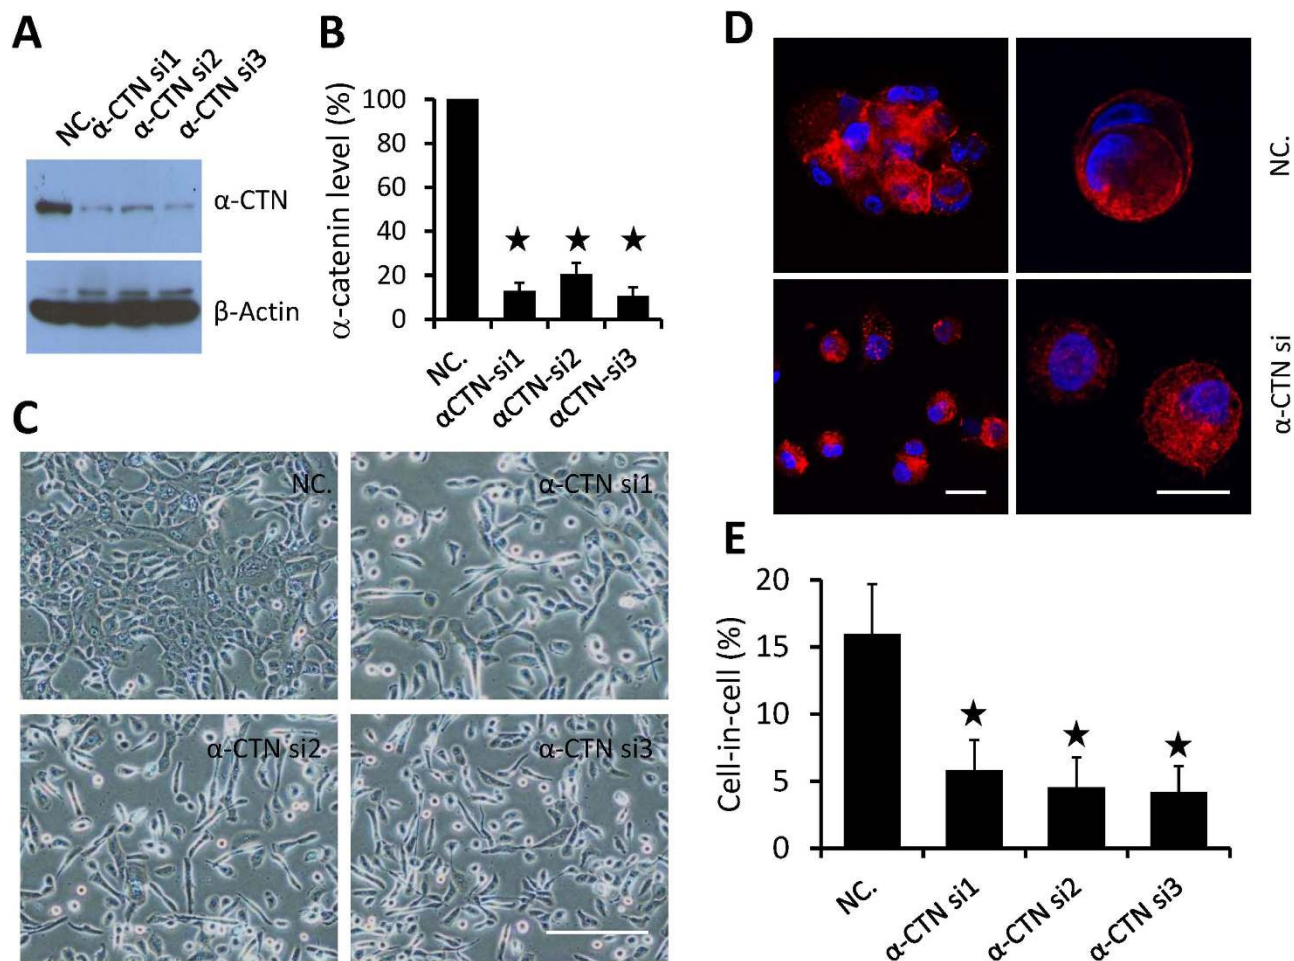 A
NC.
α-CTN si1
α-CTN si2
α-CTN si3
α-CTN
β-Actin
B
α-catenin level (%)
100
80
60
40
20
0
NC.
αCTN-si1
αCTN-si2
αCTN-si3
C
NC.
α-CTN si1
α-CTN si2
α-CTN si3
D
NC.
α-CTN si
E
Cell-in-cell (%)
20
15
10
5
0
NC.
α-CTN si1
α-CTN si2
α-CTN si3